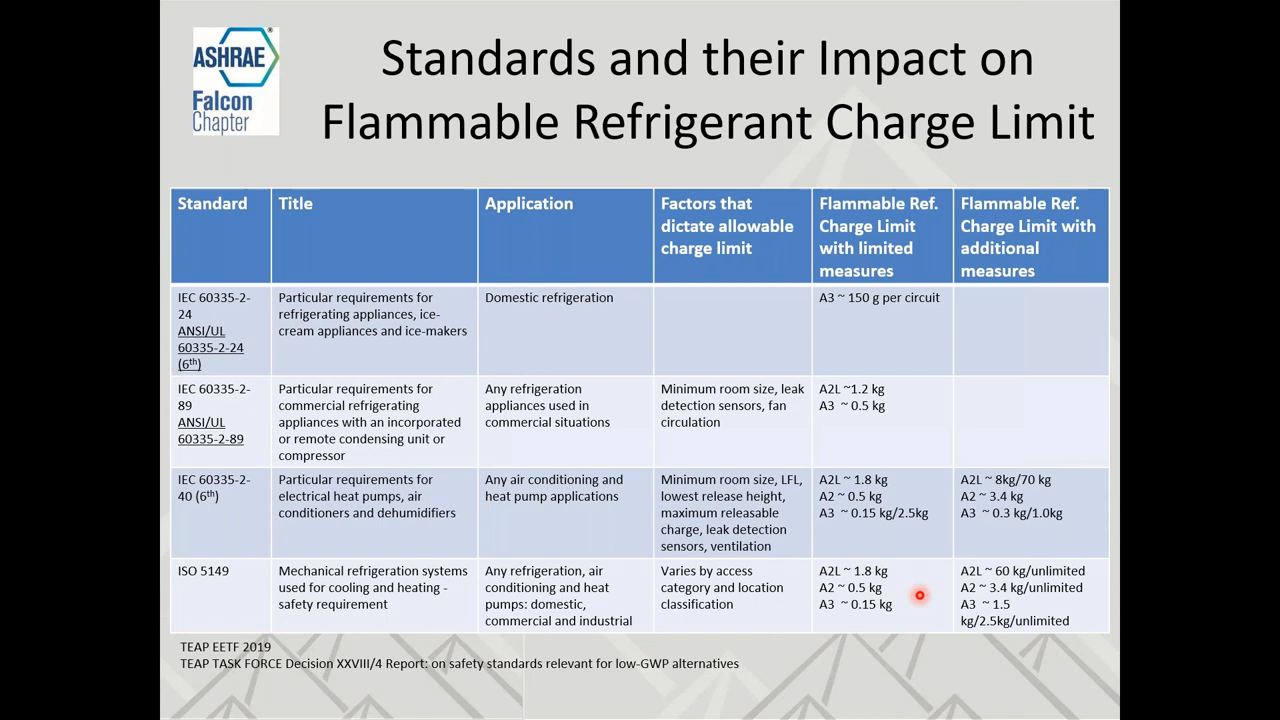 ASHRAE®
Falcon
Chapter
Standards and their Impact on
Flammable Refrigerant Charge Limit
Standard
Title
Application
Factors that
dictate allowable
charge limit
Flammable Ref.
Charge Limit
with limited
measures
Flammable Ref.
Charge Limit with
additional
measures
IEC 60335-2-
24
ANSI/UL
60335-2-24
(6th)
Particular requirements for
refrigerating appliances, ice-
cream appliances and ice-makers
Domestic refrigeration
A3 ~ 150 g per circuit
IEC 60335-2-
89
ANSI/UL
60335-2-89
Particular requirements for
commercial refrigerating
appliances with an incorporated
or remote condensing unit or
compressor
Any refrigeration
appliances used in
commercial situations
Minimum room size, leak
detection sensors, fan
circulation
A2L ~1.2 kg
A3 ~ 0.5 kg
IEC 60335-2-
40 (6th)
Particular requirements for
electrical heat pumps, air
conditioners and dehumidifiers
Any air conditioning and
heat pump applications
Minimum room size, LFL,
lowest release height,
maximum releasable
charge, leak detection
sensors, ventilation
A2L ~ 1.8 kg
A2 ~ 0.5 kg
A3 ~ 0.15 kg/2.5kg
A2L ~ 8kg/70 kg
A2 ~ 3.4 kg
A3 ~ 0.3 kg/1.0kg
ISO 5149
Mechanical refrigeration systems
used for cooling and heating -
safety requirement
Any refrigeration, air
conditioning and heat
pumps: domestic,
commercial and industrial
Varies by access
category and location
classification
A2L ~ 1.8 kg
A2 ~ 0.5 kg
A3 ~ 0.15 kg
A2L ~ 60 kg/unlimited
A2 ~ 3.4 kg/unlimited
A3 ~ 1.5
kg/2.5kg/unlimited
TEAP EETF 2019
TEAP TASK FORCE Decision XXVIII/4 Report: on safety standards relevant for low-GWP alternatives